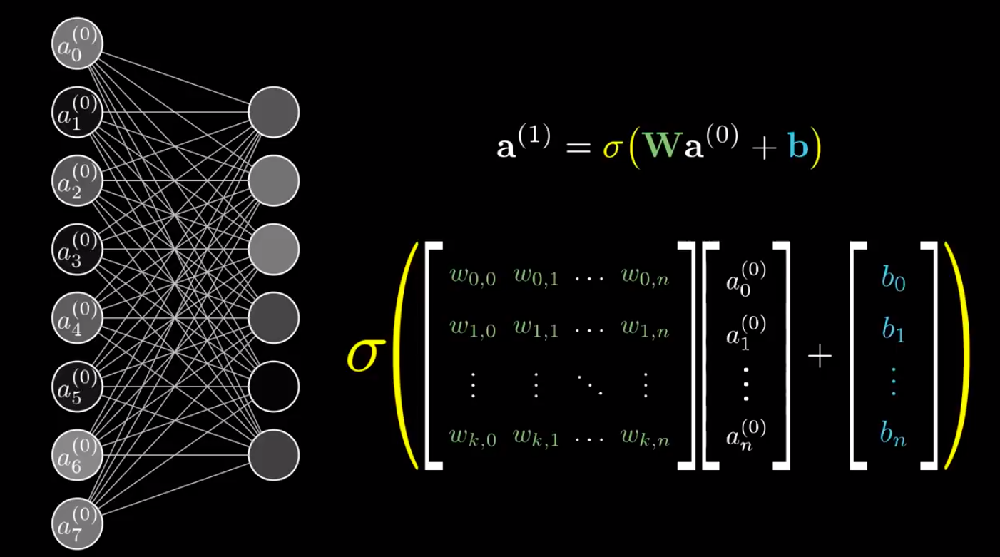 a_0^(0)
a_1^(0)
a_2^(0)
a_3^(0)
a_4^(0)
a_5^(0)
a_6^(0)
a_7^(0)
a^(1) = σ(Wa^(0) + b)
σ( [ w_0,0 w_0,1 … w_0,n ] [ a_0^(0) ] + [ b_0 ] )
w_1,0 w_1,1 … w_1,n a_1^(0) b_1
⋮ ⋮ ⋱ ⋮ ⋮ ⋮
w_k,0 w_k,1 … w_k,n a_n^(0) b_n